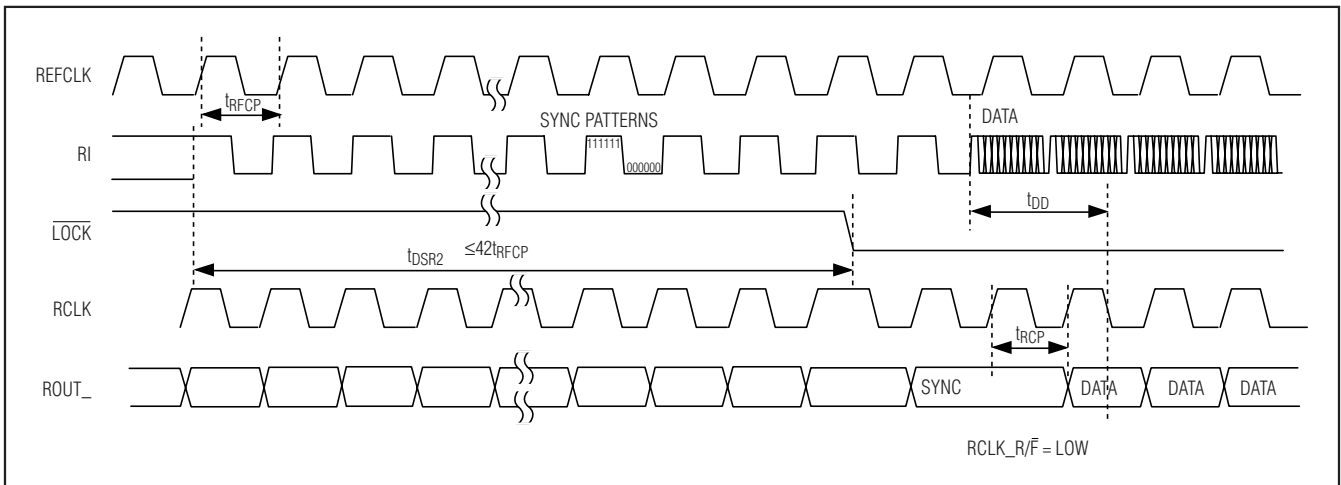 REFCLK
tRFCP
SYNC PATTERNS
DATA
RI
111111
000000
tDD
LOCK
tDSR2 ≤42tRFCP
RCLK
tRCP
ROUT_
SYNC
DATA
DATA
DATA
RCLK_R/F̅ = LOW